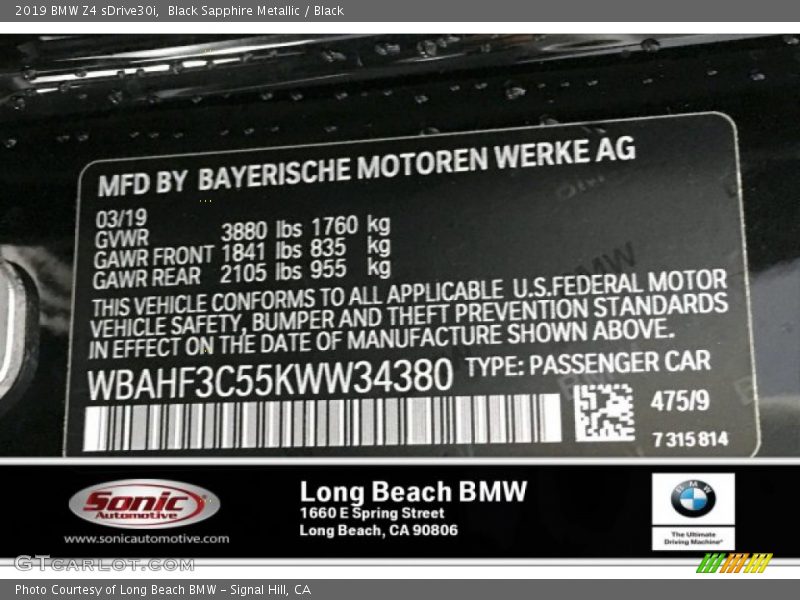 2019 BMW Z4 sDrive30i,  Black Sapphire Metallic / Black
MFD BY BAYERISCHE MOTOREN WERKE AG
03/19
GVWR 3880 lbs 1760 kg
GAWR FRONT 1841 lbs 835 kg
GAWR REAR 2105 lbs 955 kg
THIS VEHICLE CONFORMS TO ALL APPLICABLE U.S.FEDERAL MOTOR
VEHICLE SAFETY, BUMPER AND THEFT PREVENTION STANDARDS
IN EFFECT ON THE DATE OF MANUFACTURE SHOWN ABOVE.
WBAHF3C55KWW34380 TYPE: PASSENGER CAR
475/9
7 315 814
Sonic
Automotive
www.sonicautomotive.com
Long Beach BMW
1660 E Spring Street
Long Beach, CA 90806
BMW
The Ultimate
Driving Machine®
GTcarlot.com
Photo Courtesy of Long Beach BMW – Signal Hill, CA